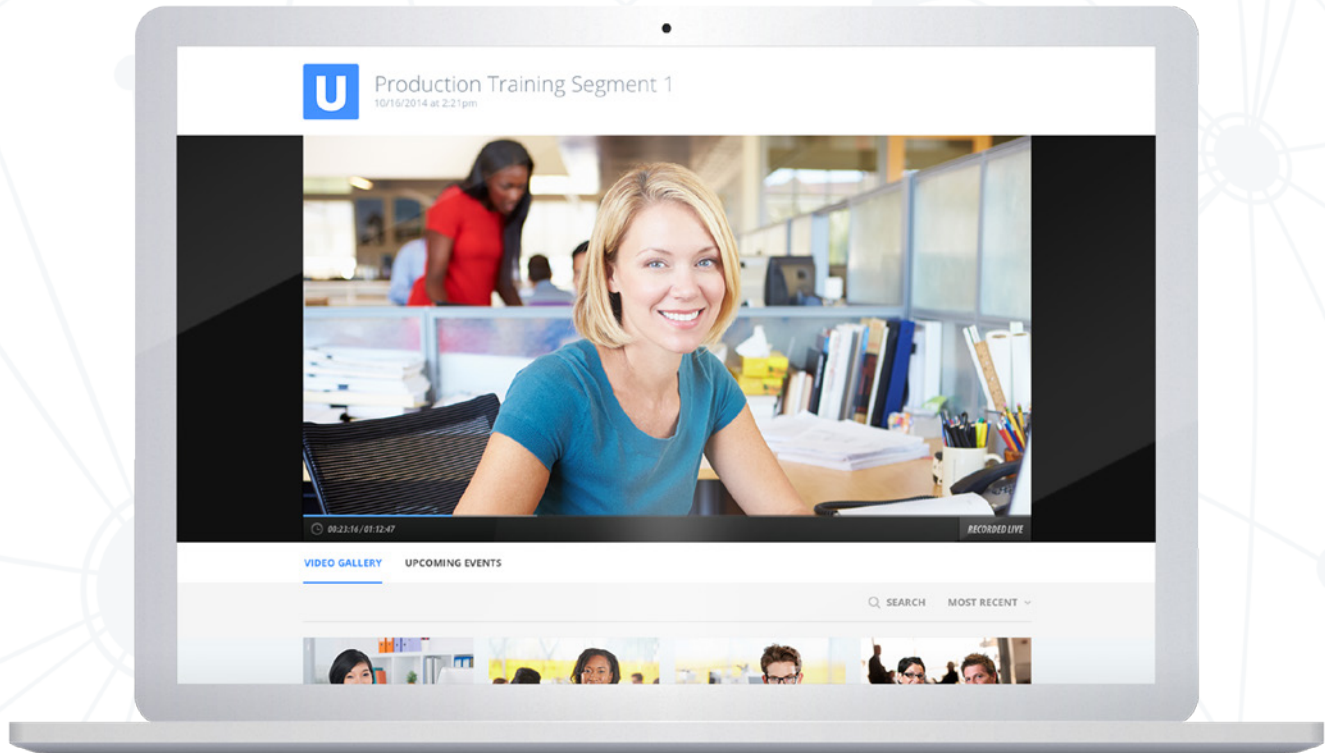 U
Production Training Segment 1
10/16/2014 at 2:21pm
00:23:16 / 01:12:47
RECORDED LIVE
VIDEO GALLERY
UPCOMING EVENTS
SEARCH
MOST RECENT